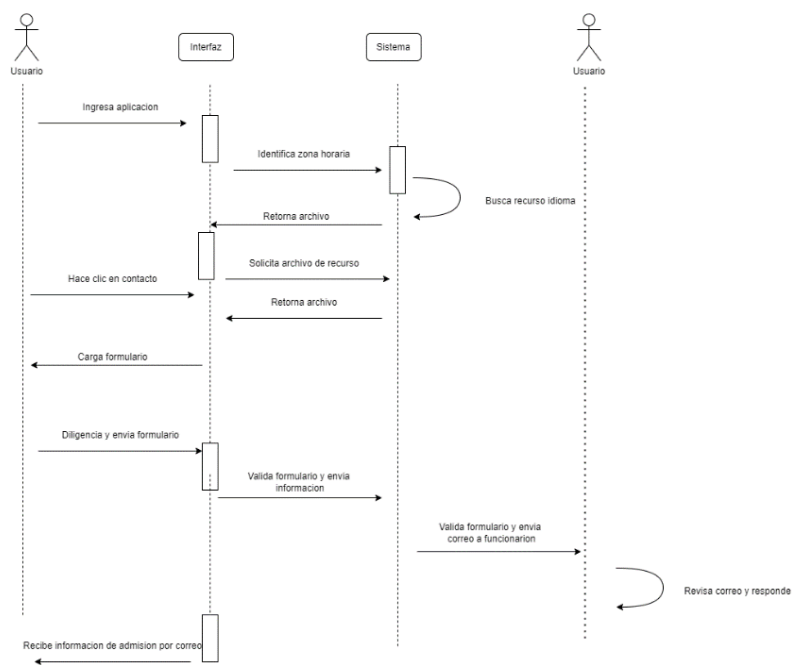 Usuario
Interfaz
Sistema
Usuario
Ingresa aplicacion
Identifica zona horaria
Busca recurso idioma
Retorna archivo
Solicita archivo de recurso
Hace clic en contacto
Retorna archivo
Carga formulario
Diligencia y envia formulario
Valida formulario y envia
informacion
Valida formulario y envia
correo a funcionarion
Revisa correo y responde
Recibe informacion de admision por correo